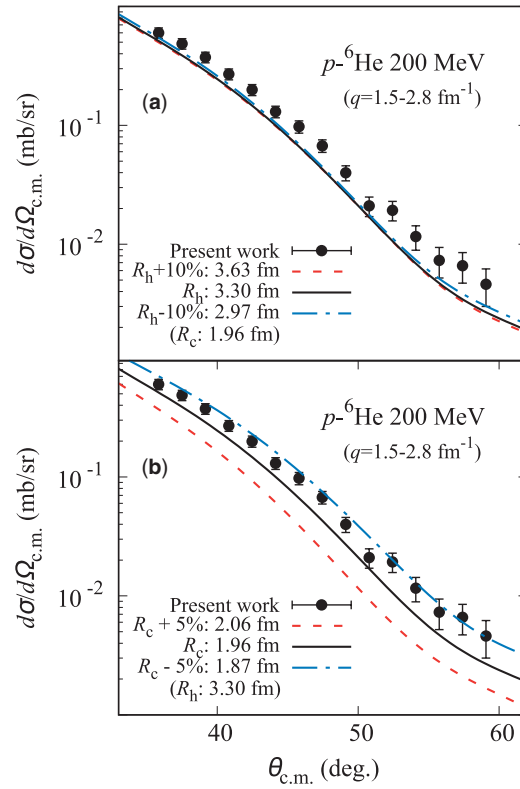 (a)
p-⁶He 200 MeV
(q=1.5-2.8 fm⁻¹)
10⁻¹
10⁻²
dσ/dΩc.m. (mb/sr)
Present work
Rh+10%: 3.63 fm
Rh: 3.30 fm
Rh-10%: 2.97 fm
(Rc: 1.96 fm)
(b)
p-⁶He 200 MeV
(q=1.5-2.8 fm⁻¹)
10⁻¹
10⁻²
dσ/dΩc.m. (mb/sr)
Present work
Rc + 5%: 2.06 fm
Rc: 1.96 fm
Rc - 5%: 1.87 fm
(Rh: 3.30 fm)
40 50 60
θc.m. (deg.)